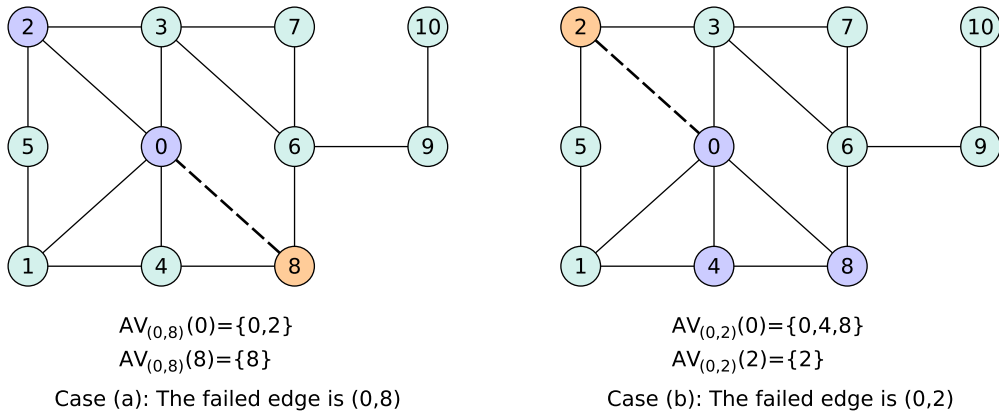 2 3 7 10 2 3 7 10
5 0 6 9 5 0 6 9
1 4 8 1 4 8
AV(0,8)(0)={0,2}
AV(0,8)(8)={8}
Case (a): The failed edge is (0,8)
AV(0,2)(0)={0,4,8}
AV(0,2)(2)={2}
Case (b): The failed edge is (0,2)